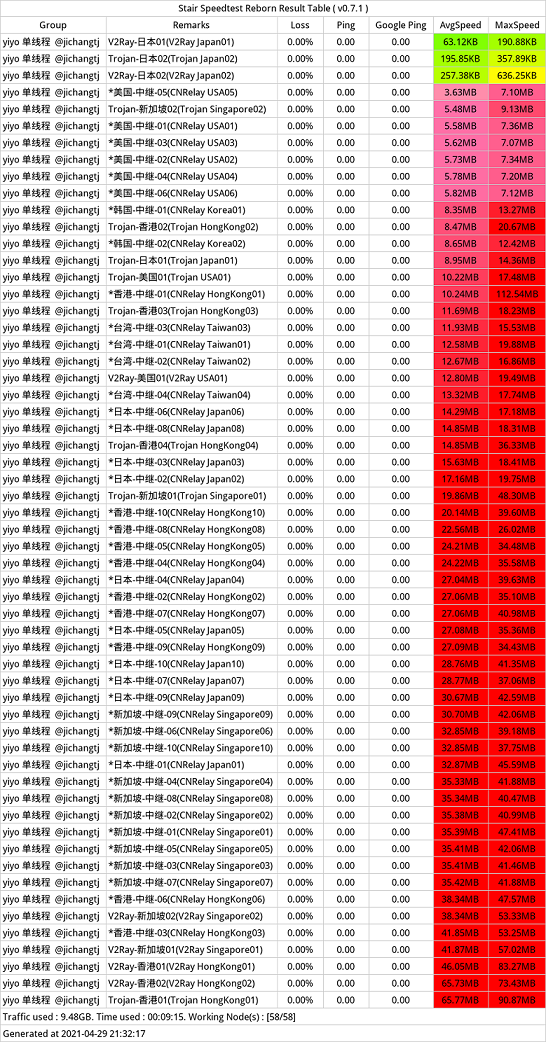 Stair Speedtest Reborn Result Table ( v0.7.1 )
Group Remarks Loss Ping Google Ping AvgSpeed MaxSpeed
yiyo 单线程 @jichangtj V2Ray-日本01(V2Ray Japan01) 0.00% 0.00 0.00 63.12KB 190.88KB
yiyo 单线程 @jichangtj Trojan-日本02(Trojan Japan02) 0.00% 0.00 0.00 195.85KB 357.89KB
yiyo 单线程 @jichangtj V2Ray-日本02(V2Ray Japan02) 0.00% 0.00 0.00 257.38KB 636.25KB
yiyo 单线程 @jichangtj *美国-中继-05(CNRelay USA05) 0.00% 0.00 0.00 3.63MB 7.10MB
yiyo 单线程 @jichangtj Trojan-新加坡02(Trojan Singapore02) 0.00% 0.00 0.00 5.48MB 9.13MB
yiyo 单线程 @jichangtj *美国-中继-01(CNRelay USA01) 0.00% 0.00 0.00 5.58MB 7.36MB
yiyo 单线程 @jichangtj *美国-中继-03(CNRelay USA03) 0.00% 0.00 0.00 5.62MB 7.07MB
yiyo 单线程 @jichangtj *美国-中继-02(CNRelay USA02) 0.00% 0.00 0.00 5.73MB 7.34MB
yiyo 单线程 @jichangtj *美国-中继-04(CNRelay USA04) 0.00% 0.00 0.00 5.78MB 7.20MB
yiyo 单线程 @jichangtj *美国-中继-06(CNRelay USA06) 0.00% 0.00 0.00 5.82MB 7.12MB
yiyo 单线程 @jichangtj *韩国-中继-01(CNRelay Korea01) 0.00% 0.00 0.00 8.35MB 13.27MB
yiyo 单线程 @jichangtj Trojan-香港02(Trojan HongKong02) 0.00% 0.00 0.00 8.47MB 20.67MB
yiyo 单线程 @jichangtj *韩国-中继-02(CNRelay Korea02) 0.00% 0.00 0.00 8.65MB 12.42MB
yiyo 单线程 @jichangtj Trojan-日本01(Trojan Japan01) 0.00% 0.00 0.00 8.95MB 14.36MB
yiyo 单线程 @jichangtj Trojan-美国01(Trojan USA01) 0.00% 0.00 0.00 10.22MB 17.48MB
yiyo 单线程 @jichangtj *香港-中继-01(CNRelay HongKong01) 0.00% 0.00 0.00 10.24MB 112.54MB
yiyo 单线程 @jichangtj Trojan-香港03(Trojan HongKong03) 0.00% 0.00 0.00 11.69MB 18.23MB
yiyo 单线程 @jichangtj *台湾-中继-03(CNRelay Taiwan03) 0.00% 0.00 0.00 11.93MB 15.53MB
yiyo 单线程 @jichangtj *台湾-中继-01(CNRelay Taiwan01) 0.00% 0.00 0.00 12.58MB 19.88MB
yiyo 单线程 @jichangtj *台湾-中继-02(CNRelay Taiwan02) 0.00% 0.00 0.00 12.67MB 16.86MB
yiyo 单线程 @jichangtj V2Ray-美国01(V2Ray USA01) 0.00% 0.00 0.00 12.80MB 19.49MB
yiyo 单线程 @jichangtj *台湾-中继-04(CNRelay Taiwan04) 0.00% 0.00 0.00 13.32MB 17.74MB
yiyo 单线程 @jichangtj *日本-中继-06(CNRelay Japan06) 0.00% 0.00 0.00 14.29MB 17.18MB
yiyo 单线程 @jichangtj *日本-中继-08(CNRelay Japan08) 0.00% 0.00 0.00 14.85MB 18.31MB
yiyo 单线程 @jichangtj Trojan-香港04(Trojan HongKong04) 0.00% 0.00 0.00 14.85MB 36.33MB
yiyo 单线程 @jichangtj *日本-中继-03(CNRelay Japan03) 0.00% 0.00 0.00 15.63MB 18.41MB
yiyo 单线程 @jichangtj *日本-中继-02(CNRelay Japan02) 0.00% 0.00 0.00 17.16MB 19.75MB
yiyo 单线程 @jichangtj Trojan-新加坡01(Trojan Singapore01) 0.00% 0.00 0.00 19.86MB 48.30MB
yiyo 单线程 @jichangtj *香港-中继-10(CNRelay HongKong10) 0.00% 0.00 0.00 20.14MB 39.60MB
yiyo 单线程 @jichangtj *香港-中继-08(CNRelay HongKong08) 0.00% 0.00 0.00 22.56MB 26.02MB
yiyo 单线程 @jichangtj *香港-中继-05(CNRelay HongKong05) 0.00% 0.00 0.00 24.21MB 34.48MB
yiyo 单线程 @jichangtj *香港-中继-04(CNRelay HongKong04) 0.00% 0.00 0.00 24.22MB 35.58MB
yiyo 单线程 @jichangtj *日本-中继-04(CNRelay Japan04) 0.00% 0.00 0.00 27.04MB 39.63MB
yiyo 单线程 @jichangtj *香港-中继-02(CNRelay HongKong02) 0.00% 0.00 0.00 27.06MB 35.10MB
yiyo 单线程 @jichangtj *香港-中继-07(CNRelay HongKong07) 0.00% 0.00 0.00 27.06MB 40.98MB
yiyo 单线程 @jichangtj *日本-中继-05(CNRelay Japan05) 0.00% 0.00 0.00 27.08MB 35.36MB
yiyo 单线程 @jichangtj *香港-中继-09(CNRelay HongKong09) 0.00% 0.00 0.00 27.09MB 34.43MB
yiyo 单线程 @jichangtj *日本-中继-10(CNRelay Japan10) 0.00% 0.00 0.00 28.76MB 41.35MB
yiyo 单线程 @jichangtj *日本-中继-07(CNRelay Japan07) 0.00% 0.00 0.00 28.77MB 37.06MB
yiyo 单线程 @jichangtj *日本-中继-09(CNRelay Japan09) 0.00% 0.00 0.00 30.67MB 42.59MB
yiyo 单线程 @jichangtj *新加坡-中继-09(CNRelay Singapore09) 0.00% 0.00 0.00 30.70MB 42.06MB
yiyo 单线程 @jichangtj *新加坡-中继-06(CNRelay Singapore06) 0.00% 0.00 0.00 32.85MB 39.18MB
yiyo 单线程 @jichangtj *新加坡-中继-10(CNRelay Singapore10) 0.00% 0.00 0.00 32.85MB 37.75MB
yiyo 单线程 @jichangtj *日本-中继-01(CNRelay Japan01) 0.00% 0.00 0.00 32.87MB 45.59MB
yiyo 单线程 @jichangtj *新加坡-中继-04(CNRelay Singapore04) 0.00% 0.00 0.00 35.33MB 41.88MB
yiyo 单线程 @jichangtj *新加坡-中继-08(CNRelay Singapore08) 0.00% 0.00 0.00 35.34MB 40.47MB
yiyo 单线程 @jichangtj *新加坡-中继-02(CNRelay Singapore02) 0.00% 0.00 0.00 35.38MB 40.99MB
yiyo 单线程 @jichangtj *新加坡-中继-01(CNRelay Singapore01) 0.00% 0.00 0.00 35.39MB 47.41MB
yiyo 单线程 @jichangtj *新加坡-中继-05(CNRelay Singapore05) 0.00% 0.00 0.00 35.41MB 42.06MB
yiyo 单线程 @jichangtj *新加坡-中继-03(CNRelay Singapore03) 0.00% 0.00 0.00 35.41MB 41.46MB
yiyo 单线程 @jichangtj *新加坡-中继-07(CNRelay Singapore07) 0.00% 0.00 0.00 35.42MB 41.88MB
yiyo 单线程 @jichangtj *香港-中继-06(CNRelay HongKong06) 0.00% 0.00 0.00 38.34MB 47.57MB
yiyo 单线程 @jichangtj V2Ray-新加坡02(V2Ray Singapore02) 0.00% 0.00 0.00 38.34MB 53.33MB
yiyo 单线程 @jichangtj *香港-中继-03(CNRelay HongKong03) 0.00% 0.00 0.00 41.85MB 53.25MB
yiyo 单线程 @jichangtj V2Ray-新加坡01(V2Ray Singapore01) 0.00% 0.00 0.00 41.87MB 57.02MB
yiyo 单线程 @jichangtj V2Ray-香港01(V2Ray HongKong01) 0.00% 0.00 0.00 46.05MB 83.27MB
yiyo 单线程 @jichangtj V2Ray-香港02(V2Ray HongKong02) 0.00% 0.00 0.00 65.73MB 73.43MB
yiyo 单线程 @jichangtj Trojan-香港01(Trojan HongKong01) 0.00% 0.00 0.00 65.77MB 90.87MB
Traffic used : 9.48GB. Time used : 00:09:15. Working Node(s) : [58/58]
Generated at 2021-04-29 21:32:17